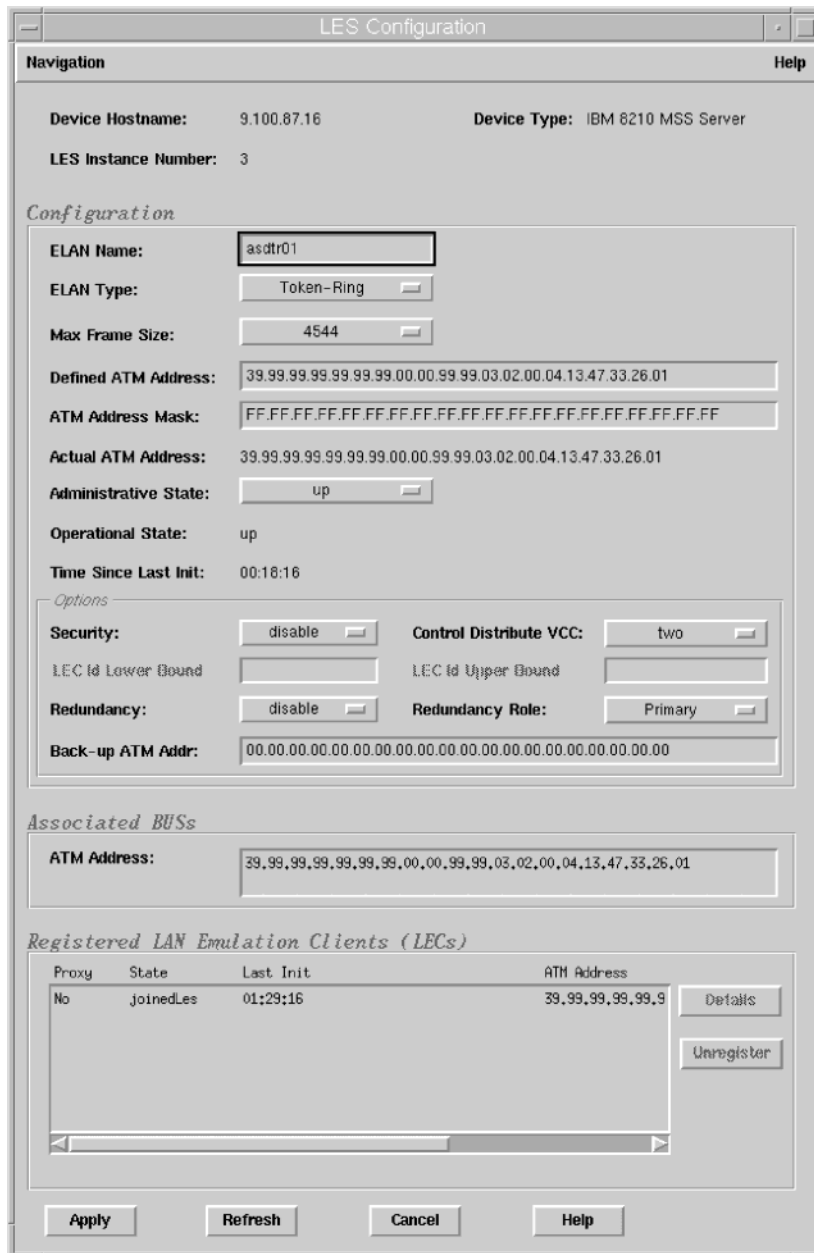 LES Configuration
Navigation Help
Device Hostname: 9.100.87.16 Device Type: IBM 8210 MSS Server
LES Instance Number: 3
Configuration
ELAN Name: asdtr01
ELAN Type: Token-Ring
Max Frame Size: 4544
Defined ATM Address: 39.99.99.99.99.99.99.00.00.99.99.03.02.00.04.13.47.33.26.01
ATM Address Mask: FF.FF.FF.FF.FF.FF.FF.FF.FF.FF.FF.FF.FF.FF.FF.FF.FF.FF.FF.FF
Actual ATM Address: 39.99.99.99.99.99.99.00.00.99.99.03.02.00.04.13.47.33.26.01
Administrative State: up
Operational State: up
Time Since Last Init: 00:18:16
Options
Security: disable Control Distribute VCC: two
LEC Id Lower Bound LEC Id Upper Bound
Redundancy: disable Redundancy Role: Primary
Back-up ATM Addr: 00.00.00.00.00.00.00.00.00.00.00.00.00.00.00.00.00.00.00.00
Associated BUSs
ATM Address: 39.99.99.99.99.99.99.00.00.99.99.03.02.00.04.13.47.33.26.01
Registered LAN Emulation Clients (LECs)
Proxy State Last Init ATM Address
No joinedLes 01:29:16 39.99.99.99.99.9
Details
Unregister
Apply Refresh Cancel Help